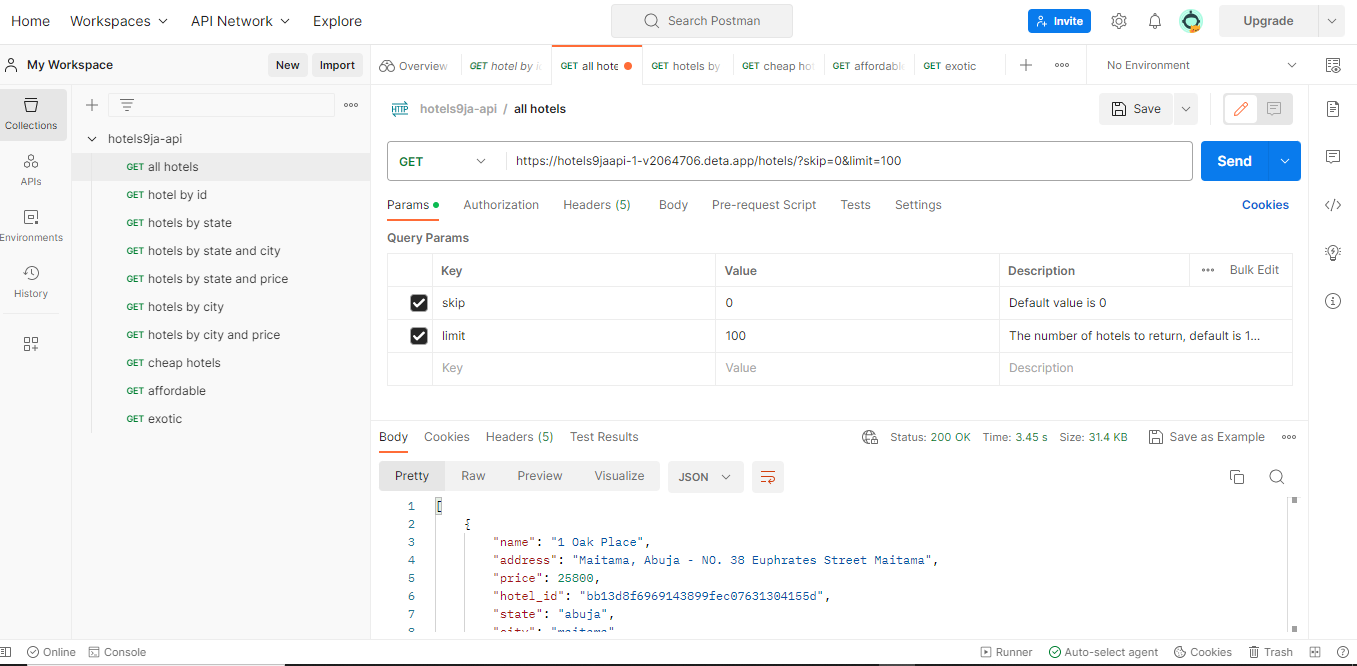 Home Workspaces API Network Explore Search Postman Invite Upgrade
My Workspace New Import Overview GET hotel by i GET all hote GET hotels by GET cheap hot GET affordabl GET exotic No Environment
Collections
APIs
Environments
History
hotels9ja-api
GET all hotels
GET hotel by id
GET hotels by state
GET hotels by state and city
GET hotels by state and price
GET hotels by city
GET hotels by city and price
GET cheap hotels
GET affordable
GET exotic
HTTP hotels9ja-api / all hotels Save
GET https://hotels9jaapi-1-v2064706.deta.app/hotels/?skip=0&limit=100 Send
Params Authorization Headers (5) Body Pre-request Script Tests Settings Cookies
Query Params
Key Value Description Bulk Edit
skip 0 Default value is 0
limit 100 The number of hotels to return, default is 1...
Key Value Description
Body Cookies Headers (5) Test Results Status: 200 OK Time: 3.45 s Size: 31.4 KB Save as Example
Pretty Raw Preview Visualize JSON
1 [
2 {
3 "name": "1 Oak Place",
4 "address": "Maitama, Abuja - NO. 38 Euphrates Street Maitama",
5 "price": 25800,
6 "hotel_id": "bb13d8f6969143899fec07631304155d",
7 "state": "abuja",
8 "city": "maitama"
Online Console Runner Auto-select agent Cookies Trash